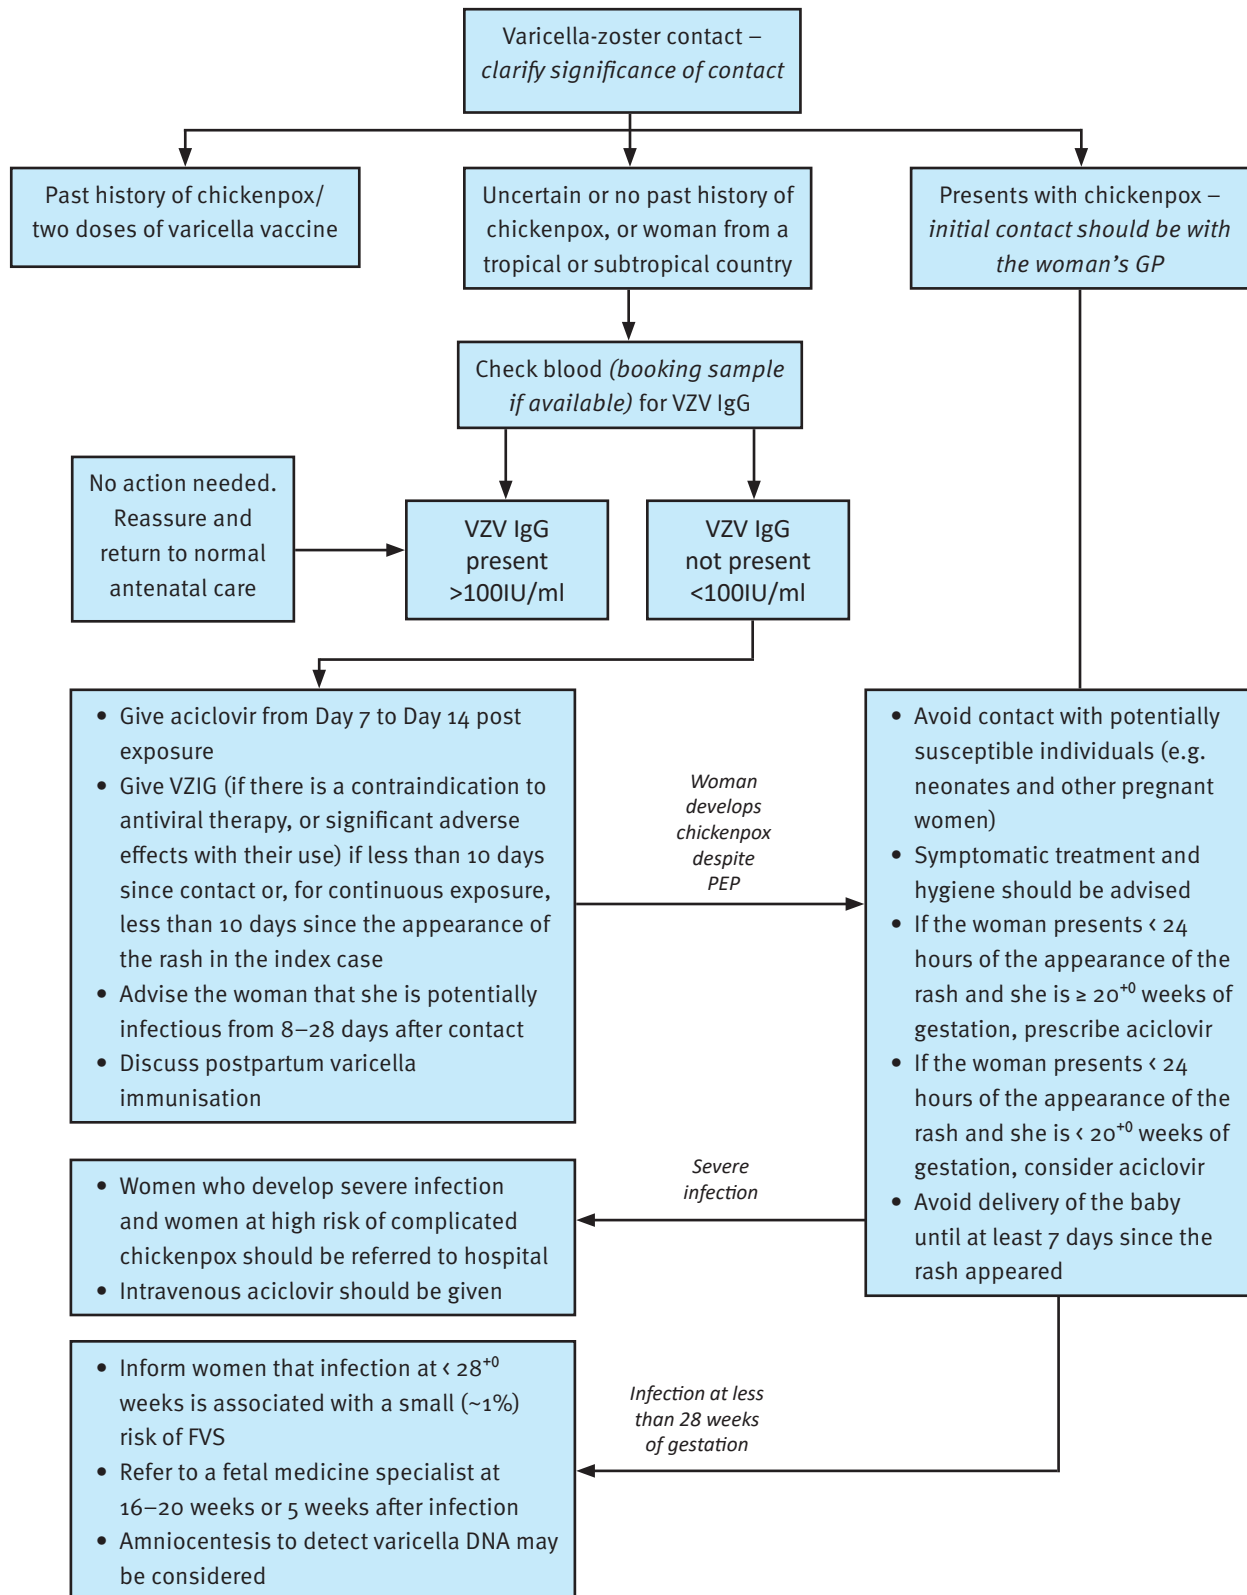 Varicella-zoster contact –
clarify significance of contact
Past history of chickenpox/
two doses of varicella vaccine
Uncertain or no past history of
chickenpox, or woman from a
tropical or subtropical country
Presents with chickenpox –
initial contact should be with
the woman's GP
Check blood (booking sample
if available) for VZV IgG
No action needed.
Reassure and
return to normal
antenatal care
VZV IgG
present
>100IU/ml
VZV IgG
not present
<100IU/ml
• Give aciclovir from Day 7 to Day 14 post
exposure
• Give VZIG (if there is a contraindication to
antiviral therapy, or significant adverse
effects with their use) if less than 10 days
since contact or, for continuous exposure,
less than 10 days since the appearance of
the rash in the index case
• Advise the woman that she is potentially
infectious from 8–28 days after contact
• Discuss postpartum varicella
immunisation
Woman
develops
chickenpox
despite
PEP
• Avoid contact with potentially
susceptible individuals (e.g.
neonates and other pregnant
women)
• Symptomatic treatment and
hygiene should be advised
• If the woman presents < 24
hours of the appearance of the
rash and she is ≥ 20⁺⁰ weeks of
gestation, prescribe aciclovir
• If the woman presents < 24
hours of the appearance of the
rash and she is < 20⁺⁰ weeks of
gestation, consider aciclovir
• Avoid delivery of the baby
until at least 7 days since the
rash appeared
Severe
infection
• Women who develop severe infection
and women at high risk of complicated
chickenpox should be referred to hospital
• Intravenous aciclovir should be given
Infection at less
than 28 weeks
of gestation
• Inform women that infection at < 28⁺⁰
weeks is associated with a small (~1%)
risk of FVS
• Refer to a fetal medicine specialist at
16–20 weeks or 5 weeks after infection
• Amniocentesis to detect varicella DNA may
be considered